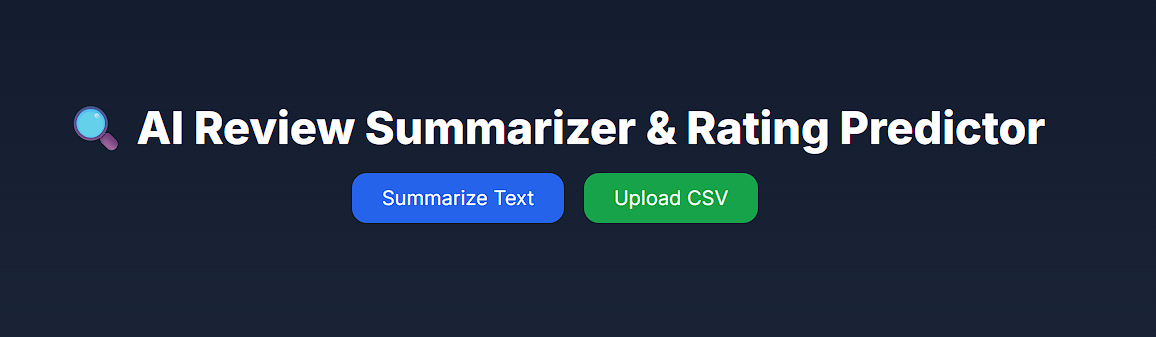 AI Review Summarizer & Rating Predictor
Summarize Text Upload CSV